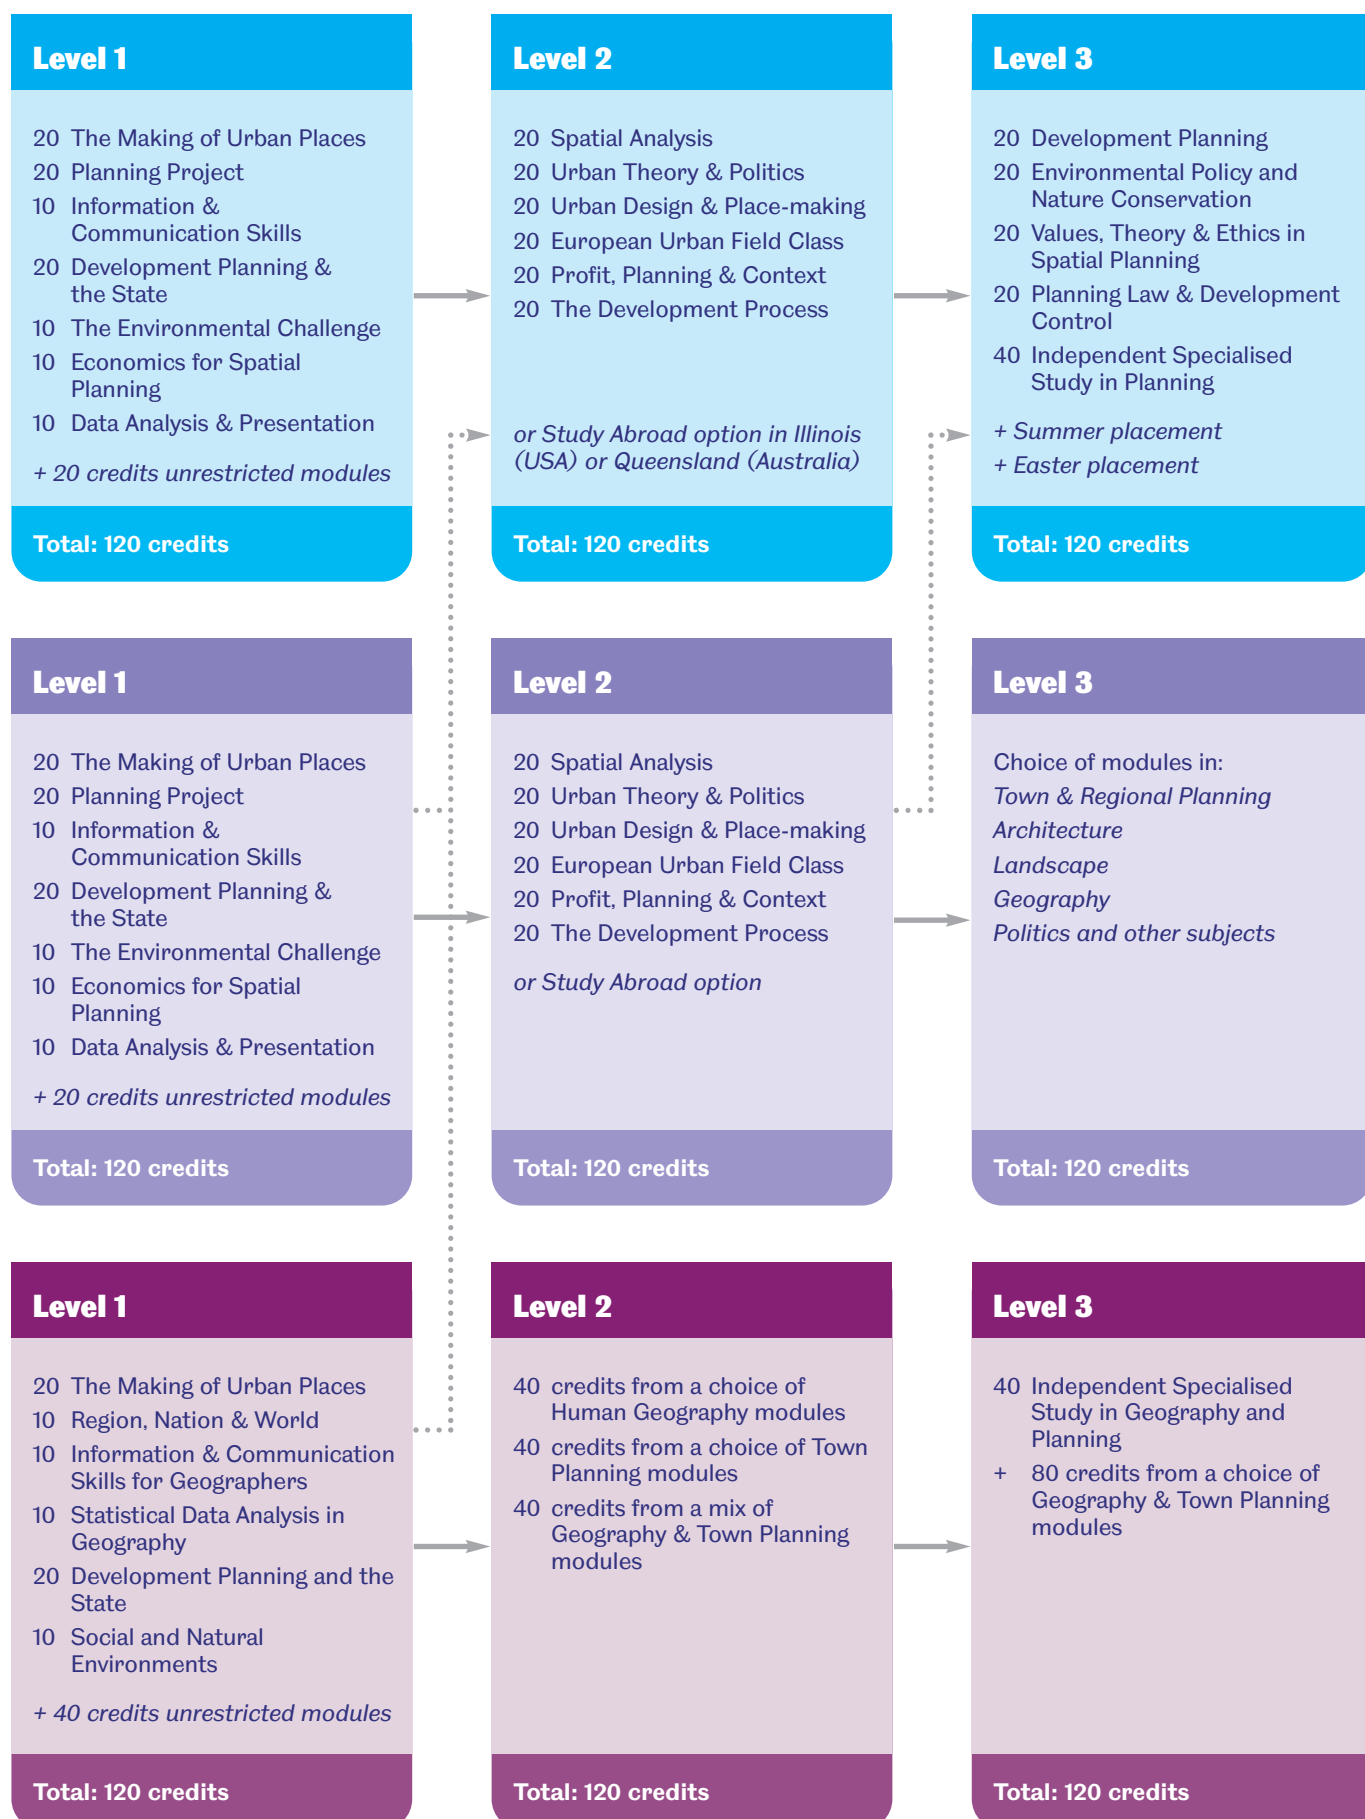 Level 1
20 The Making of Urban Places
20 Planning Project
10 Information &
Communication Skills
20 Development Planning &
the State
10 The Environmental Challenge
10 Economics for Spatial
Planning
10 Data Analysis & Presentation
+ 20 credits unrestricted modules
Total: 120 credits
Level 2
20 Spatial Analysis
20 Urban Theory & Politics
20 Urban Design & Place-making
20 European Urban Field Class
20 Profit, Planning & Context
20 The Development Process
or Study Abroad option in Illinois
(USA) or Queensland (Australia)
Total: 120 credits
Level 3
20 Development Planning
20 Environmental Policy and
Nature Conservation
20 Values, Theory & Ethics in
Spatial Planning
20 Planning Law & Development
Control
40 Independent Specialised
Study in Planning
+ Summer placement
+ Easter placement
Total: 120 credits
Level 1
20 The Making of Urban Places
20 Planning Project
10 Information &
Communication Skills
20 Development Planning &
the State
10 The Environmental Challenge
10 Economics for Spatial
Planning
10 Data Analysis & Presentation
+ 20 credits unrestricted modules
Total: 120 credits
Level 2
20 Spatial Analysis
20 Urban Theory & Politics
20 Urban Design & Place-making
20 European Urban Field Class
20 Profit, Planning & Context
20 The Development Process
or Study Abroad option
Total: 120 credits
Level 3
Choice of modules in:
Town & Regional Planning
Architecture
Landscape
Geography
Politics and other subjects
Total: 120 credits
Level 1
20 The Making of Urban Places
10 Region, Nation & World
10 Information & Communication
Skills for Geographers
10 Statistical Data Analysis in
Geography
20 Development Planning and the
State
10 Social and Natural
Environments
+ 40 credits unrestricted modules
Total: 120 credits
Level 2
40 credits from a choice of
Human Geography modules
40 credits from a choice of Town
Planning modules
40 credits from a mix of
Geography & Town Planning
modules
Total: 120 credits
Level 3
40 Independent Specialised
Study in Geography and
Planning
+ 80 credits from a choice of
Geography & Town Planning
modules
Total: 120 credits